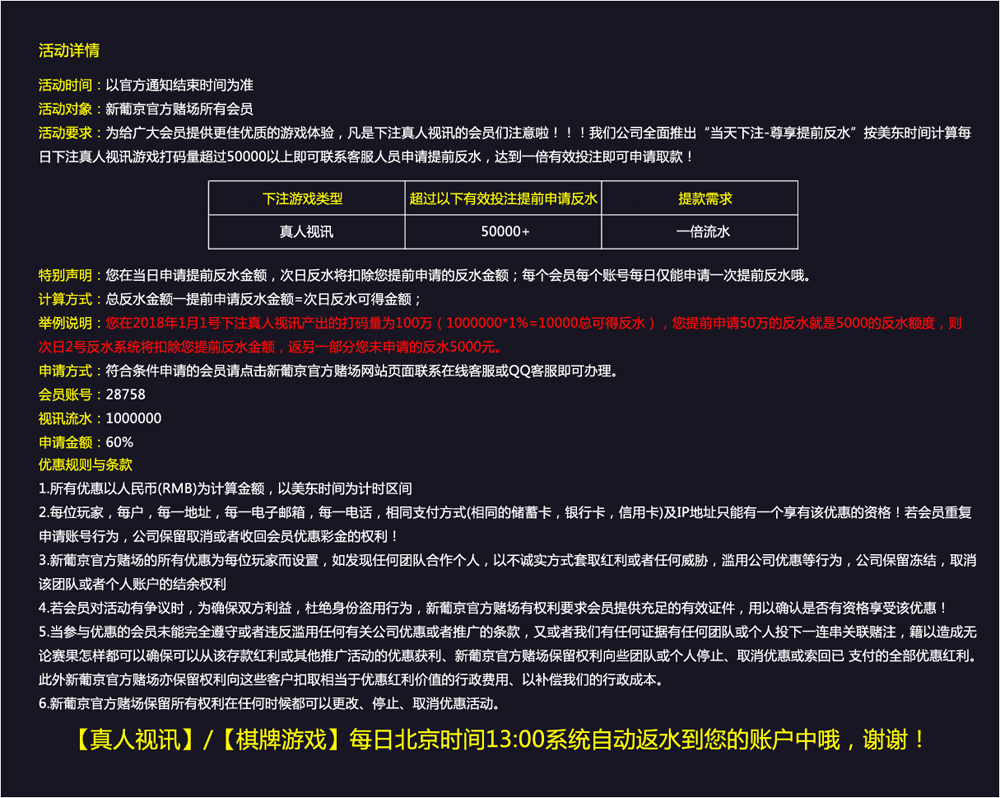 活动详情
活动时间：以官方通知结束时间为准
活动对象：新葡京官方赌场所有会员
活动要求：为给广大会员提供更佳优质的游戏体验，凡是下注真人视讯的会员们注意啦！！！我们公司全面推出“当天下注-尊享提前反水”按美东时间计算每
日下注真人视讯游戏打码量超过50000以上即可联系客服人员申请提前反水，达到一倍有效投注即可申请取款！
下注游戏类型 超过以下有效投注提前申请反水 提款需求
真人视讯 50000+ 一倍流水
特别声明：您在当日申请提前反水金额，次日反水将扣除您提前申请的反水金额；每个会员每个账号每日仅能申请一次提前反水哦。
计算方式：总反水金额一提前申请反水金额=次日反水可得金额；
举例说明：您在2018年1月1号下注真人视讯产出的打码量为100万（1000000*1%=10000总可得反水），您提前申请50万的反水就是5000的反水额度，则
次日2号反水系统将扣除您提前反水金额，返另一部分您未申请的反水5000元。
申请方式：符合条件申请的会员请点击新葡京官方赌场网站页面联系在线客服或QQ客服即可办理。
会员账号：28758
视讯流水：1000000
申请金额：60%
优惠规则与条款
1.所有优惠以人民币(RMB)为计算金额，以美东时间为计时区间
2.每位玩家，每户，每一地址，每一电子邮箱，每一电话，相同支付方式(相同的储蓄卡，银行卡，信用卡)及IP地址只能有一个享有该优惠的资格！若会员重复
申请账号行为，公司保留取消或者收回会员优惠彩金的权利！
3.新葡京官方赌场的所有优惠为每位玩家而设置，如发现任何团队合作个人，以不诚实方式套取红利或者任何威胁，滥用公司优惠等行为，公司保留冻结，取消
该团队或者个人账户的结余权利
4.若会员对活动有争议时，为确保双方利益，杜绝身份盗用行为，新葡京官方赌场有权利要求会员提供充足的有效证件，用以确认是否有资格享受该优惠！
5.当参与优惠的会员未能完全遵守或者违反滥用任何有关公司优惠或者推广的条款，又或者我们有任何证据有任何团队或个人投下一连串关联赌注，籍以造成无
论赛果怎样都可以确保可以从该存款红利或其他推广活动的优惠获利、新葡京官方赌场保留权利向些团队或个人停止、取消优惠或索回已 支付的全部优惠红利。
此外新葡京官方赌场亦保留权利向这些客户扣取相当于优惠红利价值的行政费用、以补偿我们的行政成本。
6.新葡京官方赌场保留所有权利在任何时候都可以更改、停止、取消优惠活动。
【真人视讯】/【棋牌游戏】每日北京时间13:00系统自动返水到您的账户中哦，谢谢！